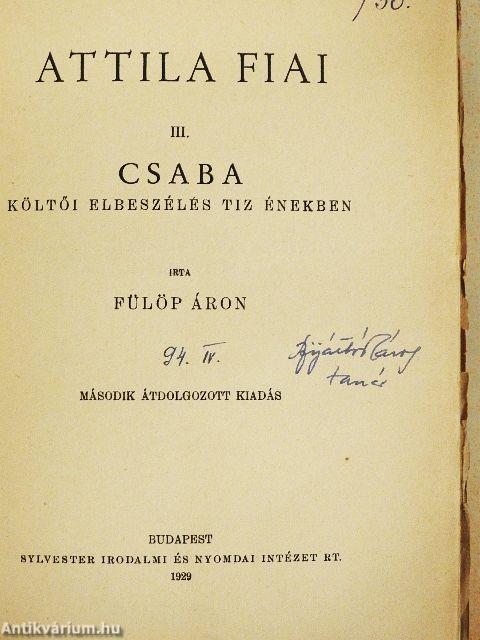 /50.
ATTILA FIAI
III.
CSABA
KÖLTŐI ELBESZÉLÉS TIZ ÉNEKBEN
IRTA
FÜLÖP ÁRON
94. IV.
tanár
MÁSODIK ÁTDOLGOZOTT KIADÁS
BUDAPEST
SYLVESTER IRODALMI ÉS NYOMDAI INTÉZET RT.
1929
Antikvárium.hu